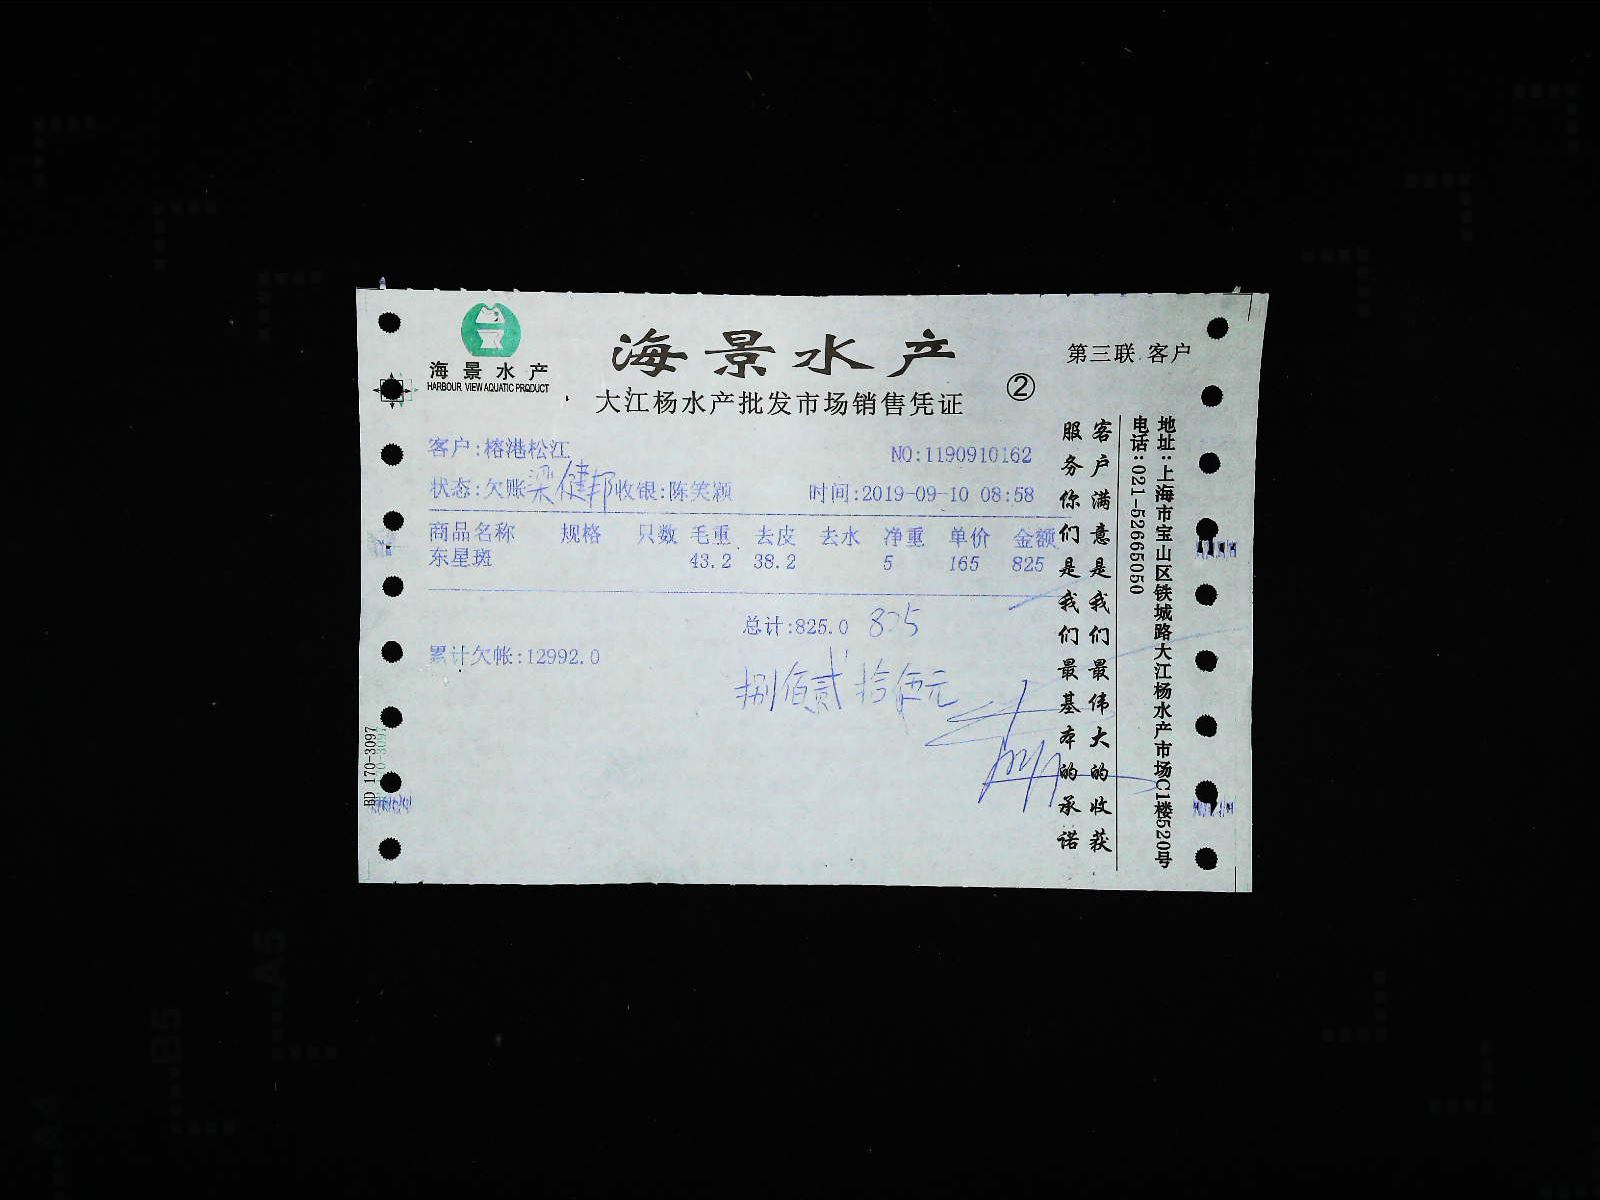 海景水产
HARBOUR VIEW AQUATIC PRODUCT
海景水产
第三联 客户
大江杨水产批发市场销售凭证
②
客户:榕港松江
NO:1190910162
状态:欠账 梁健邦 收银:陈笑颖 时间:2019-09-10 08:58
商品名称 规格 只数 毛重 去皮 去水 净重 单价 金额
东星斑 43.2 38.2 5 165 825
总计:825.0 825
累计欠帐:12992.0
捌佰贰拾伍元
客户满意是我们最伟大的收获
服务你们是我们最基本的承诺
地址:上海市宝山区铁城路大江杨水产市场C1楼520号
电话:021-52665050
BD 170-3097